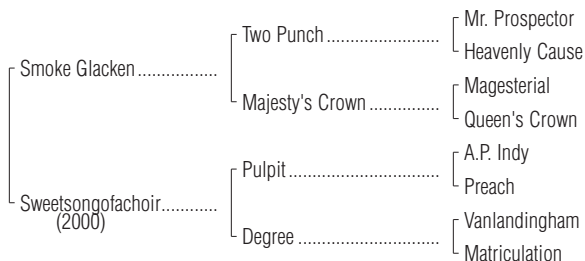 Mr. Prospector
Two Punch
Heavenly Cause
Smoke Glacken
Magesterial
Majesty's Crown
Queen's Crown
A.P. Indy
Pulpit
Preach
Sweetsongofachoir
(2000)
Vanlandingham
Degree
Matriculation